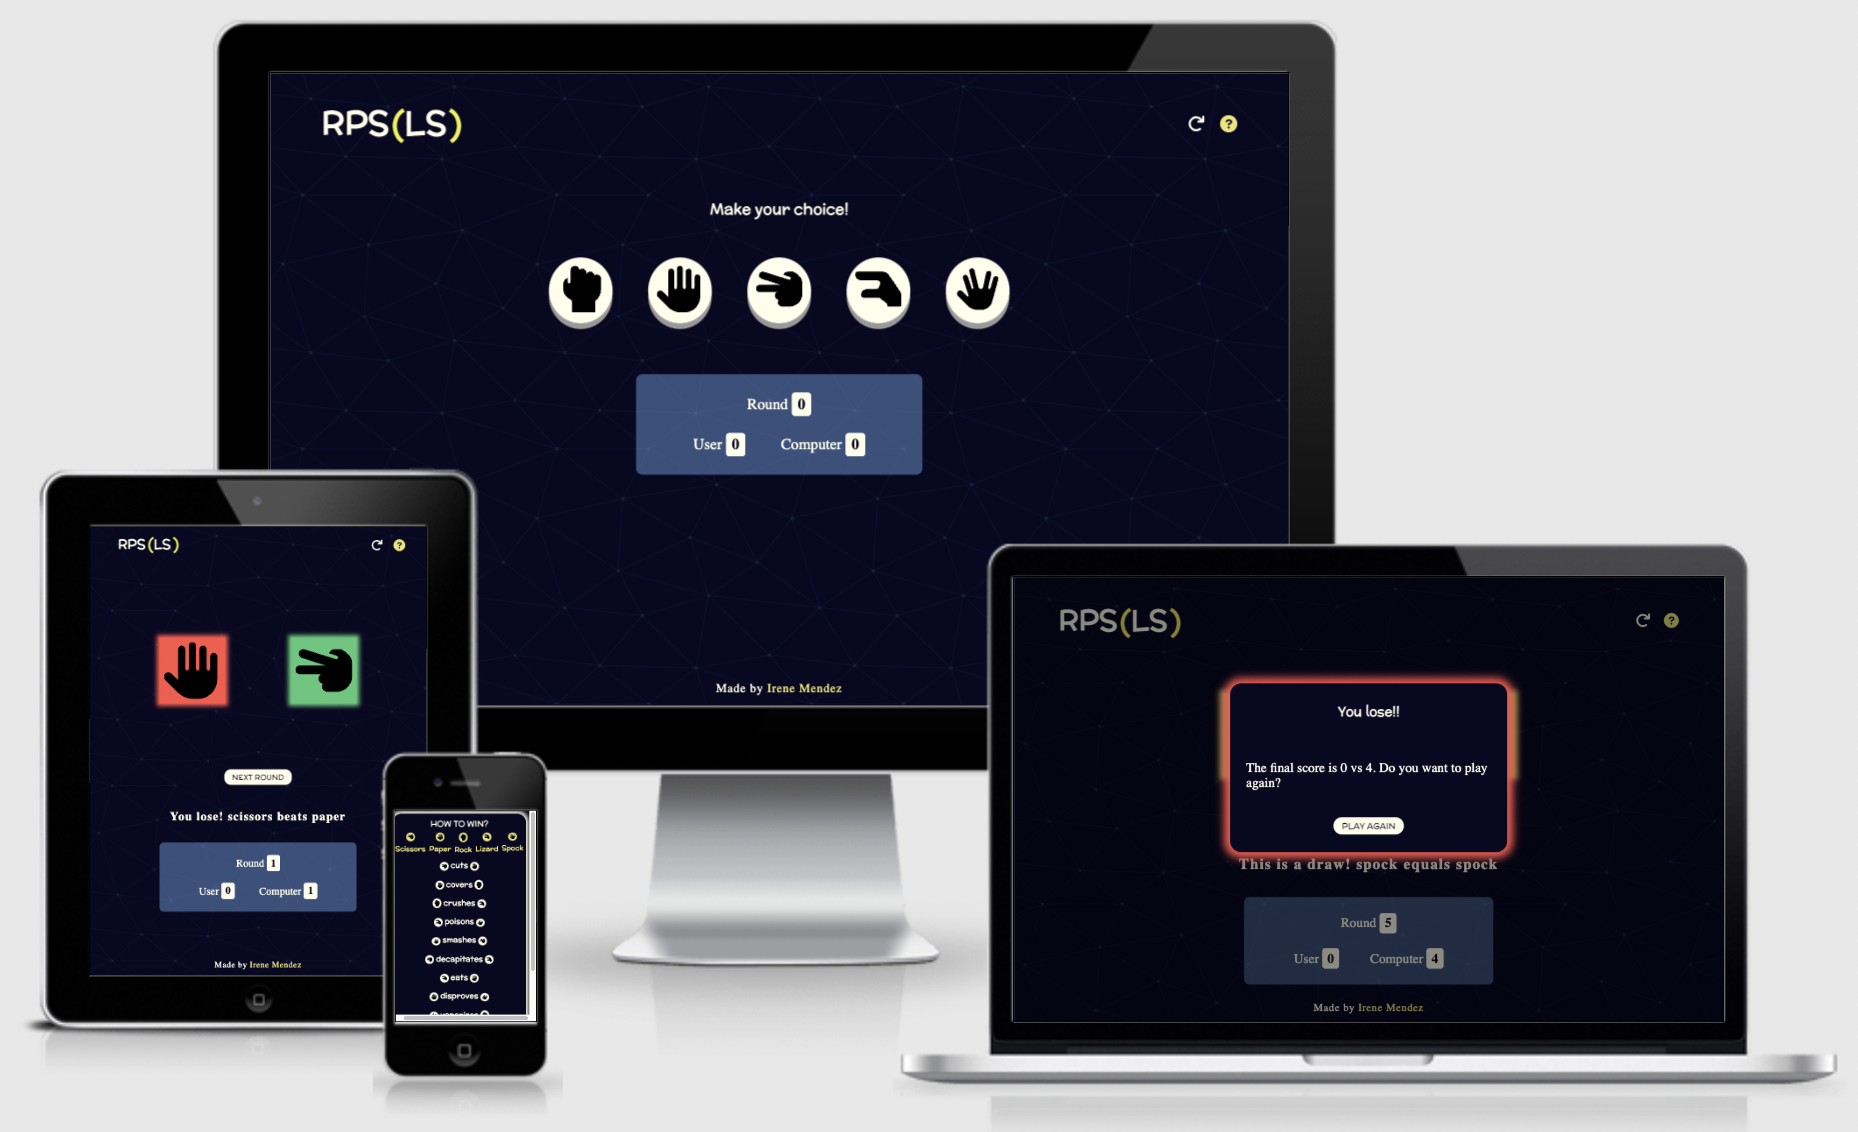 RPS(LS)
?
Make your choice!
Round 0
User 0 Computer 0
Made by Irene Mendez
RPS(LS)
?
NEXT ROUND
You lose! scissors beats paper
Round 1
User 0 Computer 1
Made by Irene Mendez
HOW TO WIN?
Scissors Paper Rock Lizard Spock
cuts
covers
crushes
poisons
smashes
decapitates
eats
disproves
RPS(LS)
?
You lose!!
The final score is 0 vs 4. Do you want to play
again?
PLAY AGAIN
This is a draw! spock equals spock
Round 5
User 0 Computer 4
Made by Irene Mendez